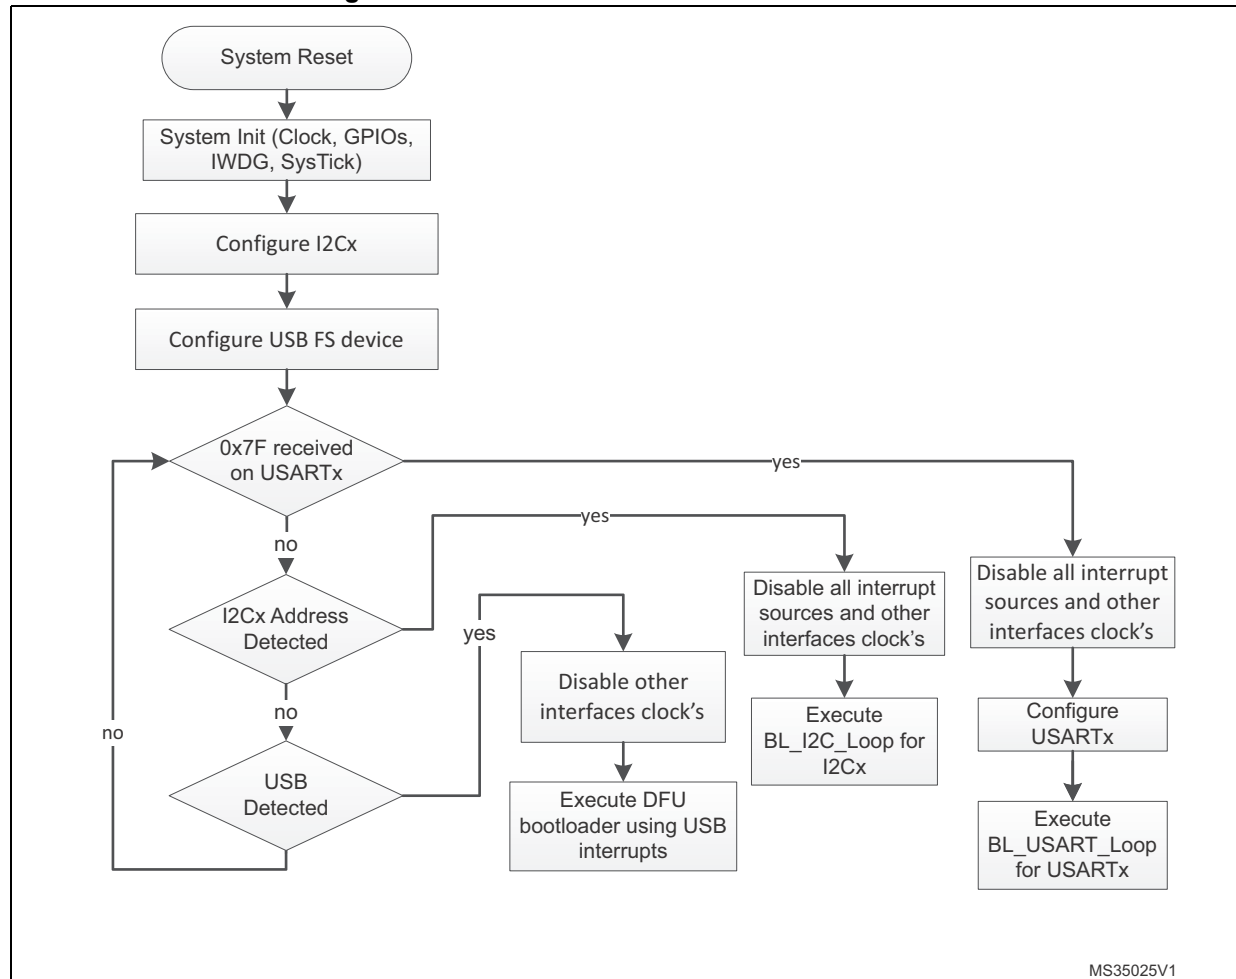 System Reset
System Init (Clock, GPIOs,
IWDG, SysTick)
Configure I2Cx
Configure USB FS device
0x7F received
on USARTx
yes
no
yes
I2Cx Address
Detected
yes
no
no
USB
Detected
Disable other
interfaces clock’s
Execute DFU
bootloader using USB
interrupts
Disable all interrupt
sources and other
interfaces clock’s
Execute
BL_I2C_Loop for
I2Cx
Disable all interrupt
sources and other
interfaces clock’s
Configure
USARTx
Execute
BL_USART_Loop
for USARTx
MS35025V1